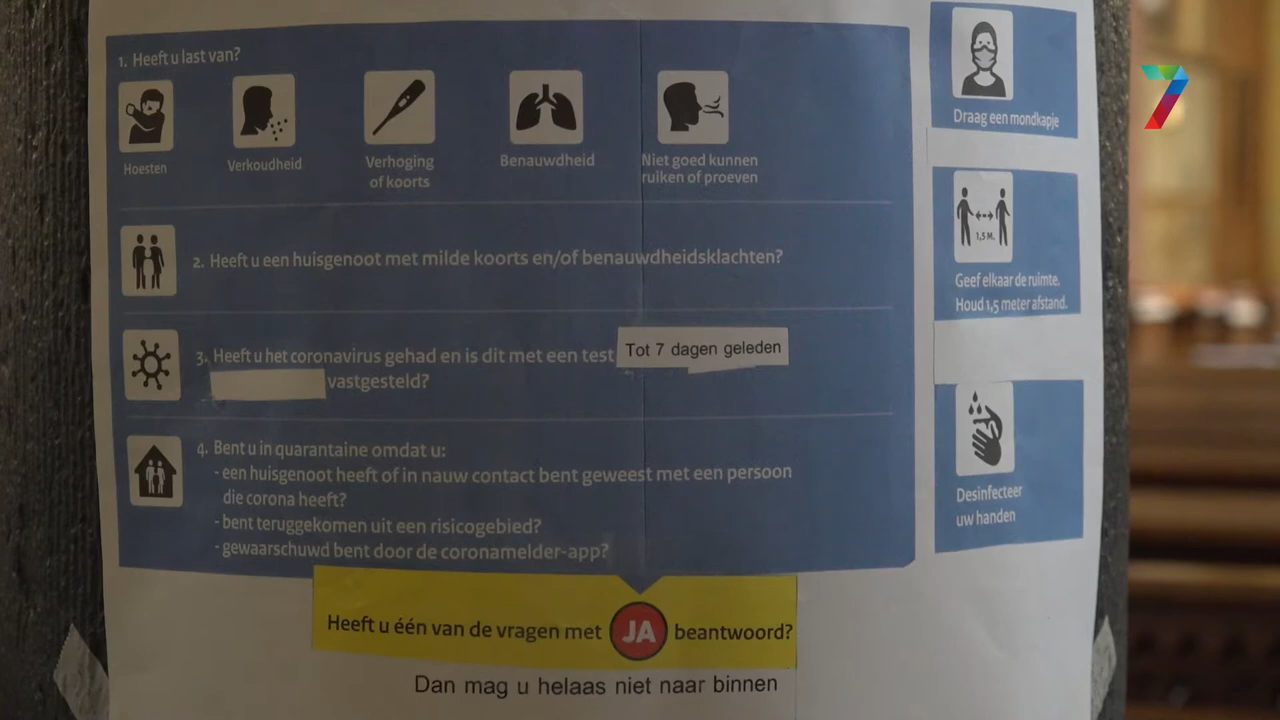 1. Heeft u last van?
Hoesten
Verkoudheid
Verhoging
of koorts
Benauwdheid
Niet goed kunnen
ruiken of proeven
2. Heeft u een huisgenoot met milde koorts en/of benauwdheidsklachten?
3. Heeft u het coronavirus gehad en is dit met een test Tot 7 dagen geleden
vastgesteld?
4. Bent u in quarantaine omdat u:
- een huisgenoot heeft of in nauw contact bent geweest met een persoon
die corona heeft?
- bent teruggekomen uit een risicogebied?
- gewaarschuwd bent door de coronamelder-app?
Heeft u één van de vragen met JA beantwoord?
Dan mag u helaas niet naar binnen
Draag een mondkapje
1,5 M.
Geef elkaar de ruimte.
Houd 1,5 meter afstand.
Desinfecteer
uw handen
7